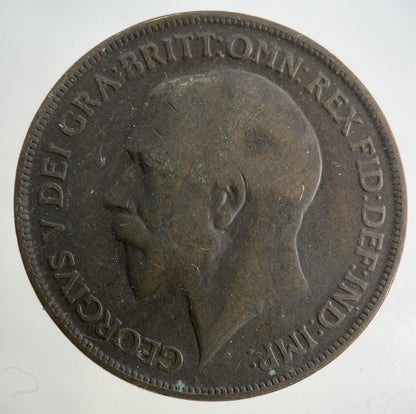 GEORGIVS V DEI GRA:BRITT:OMN:REX FID:DEF:IND:IMP: